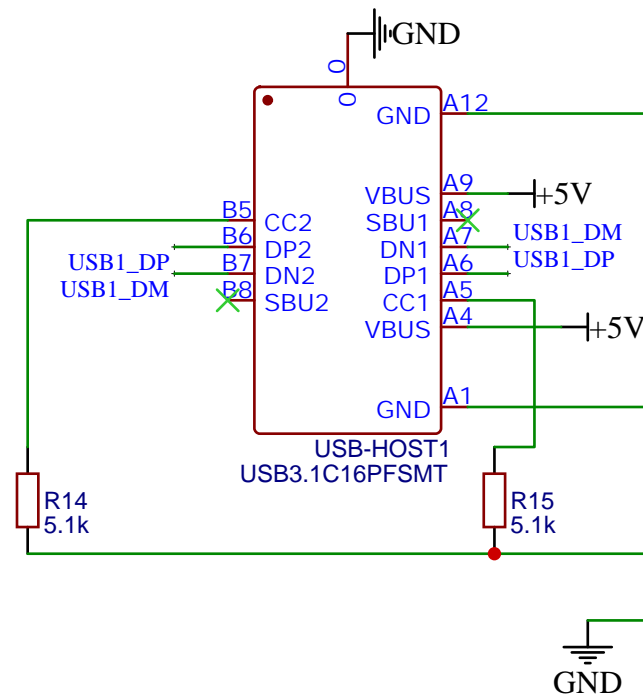 GND
0
0
A12
GND
A9
VBUS
+5V
B5
A8
CC2
SBU1
B6
A7
USB1_DM
DP2
DN1
USB1_DP
B7
A6
USB1_DP
DN2
DP1
USB1_DM
B8
A5
SBU2
CC1
A4
VBUS
+5V
A1
GND
USB-HOST1
USB3.1C16PFSMT
R14
5.1k
R15
5.1k
GND